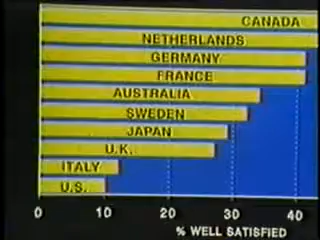 CANADA
NETHERLANDS
GERMANY
FRANCE
AUSTRALIA
SWEDEN
JAPAN
U.K.
ITALY
U.S.
0 10 20 30 40
% WELL SATISFIED